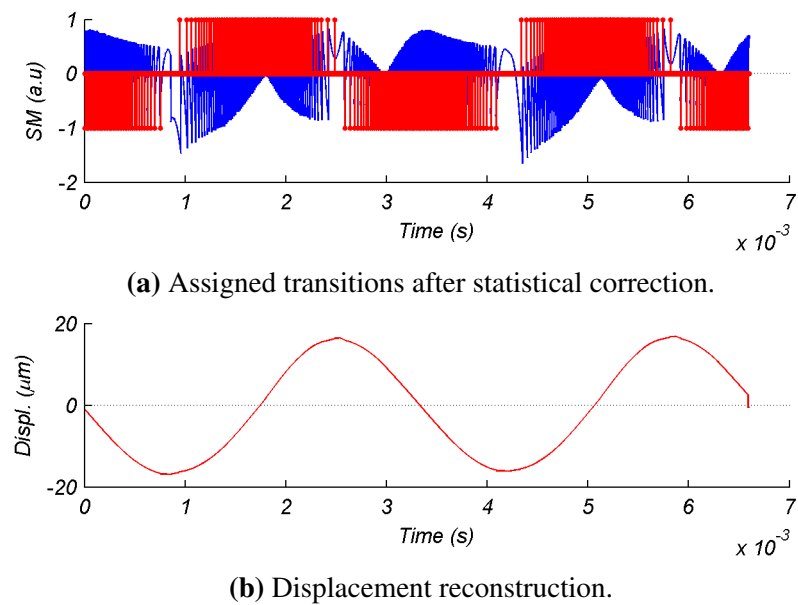 1
0
-1
-2
SM (a.u)
0 1 2 3 4 5 6 7
Time (s)
x 10-3
(a) Assigned transitions after statistical correction.
20
0
-20
Displ. (μm)
0 1 2 3 4 5 6 7
Time (s)
x 10-3
(b) Displacement reconstruction.